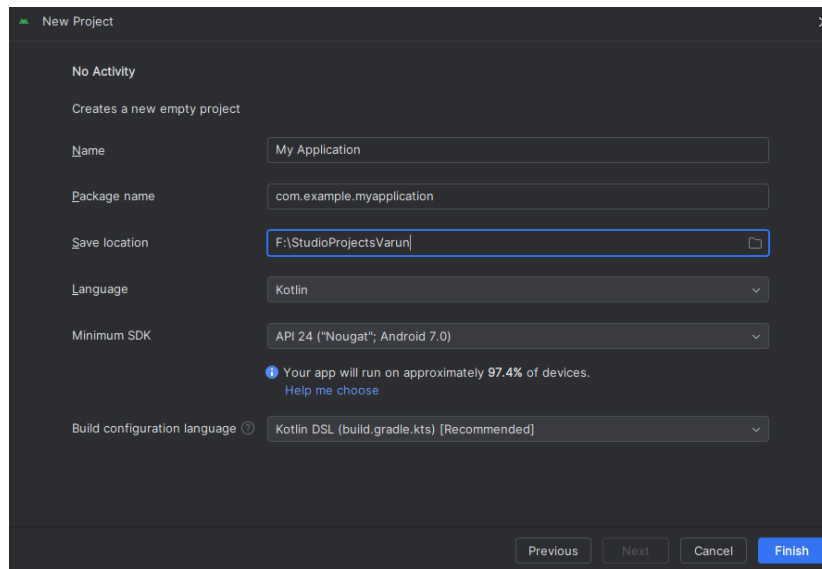 New Project
No Activity
Creates a new empty project
Name
My Application
Package name
com.example.myapplication
Save location
F:\StudioProjectsVarun
Language
Kotlin
Minimum SDK
API 24 ("Nougat"; Android 7.0)
Your app will run on approximately 97.4% of devices.
Help me choose
Build configuration language
Kotlin DSL (build.gradle.kts) [Recommended]
Previous
Next
Cancel
Finish